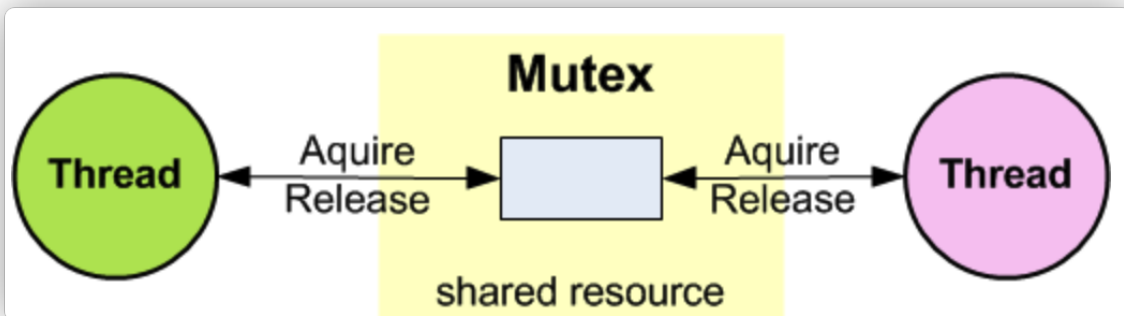 Mutex
Thread
Aquire
Release
Aquire
Release
Thread
shared resource